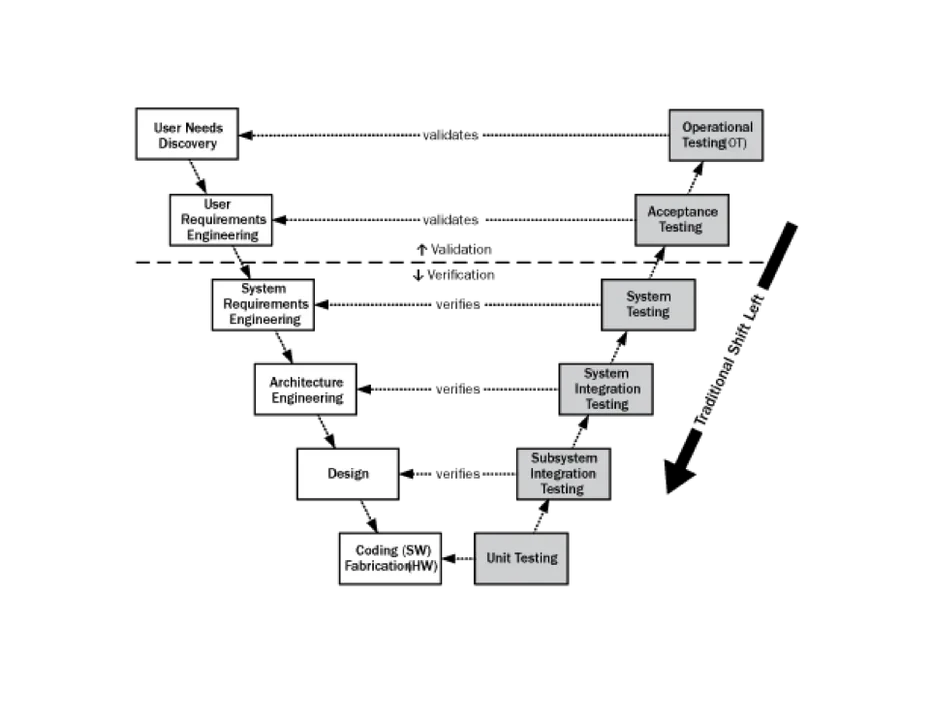 User Needs
Discovery
validates
Operational
Testing(OT)
User
Requirements
Engineering
validates
Acceptance
Testing
↑ Validation
↓ Verification
System
Requirements
Engineering
verifies
System
Testing
Traditional Shift Left
Architecture
Engineering
verifies
System
Integration
Testing
Design
verifies
Subsystem
Integration
Testing
Coding (SW)
Fabrication(HW)
Unit Testing